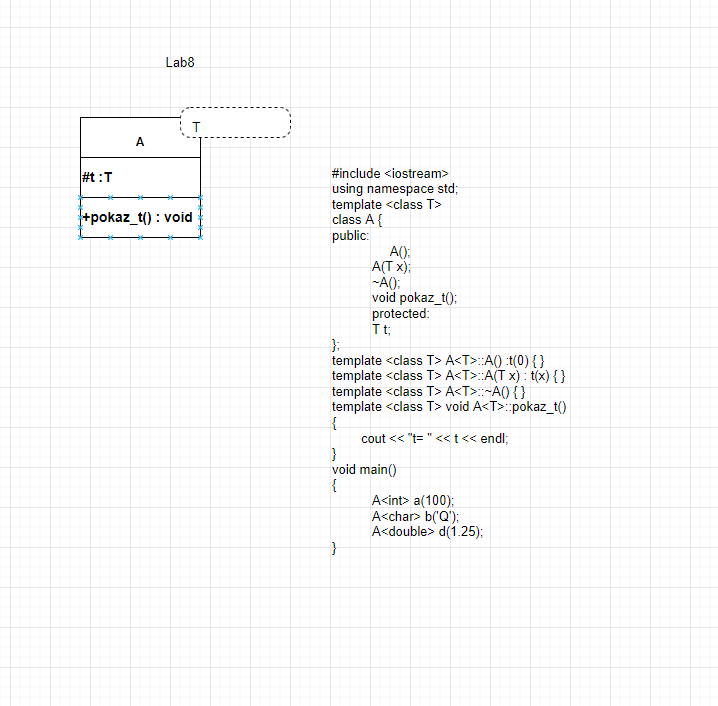 Lab8
T
A
#t :T
+pokaz_t() : void
#include <iostream>
using namespace std;
template <class T>
class A {
public:
A();
A(T x);
~A();
void pokaz_t();
protected:
T t;
};
template <class T> A<T>::A() :t(0) { }
template <class T> A<T>::A(T x) : t(x) { }
template <class T> A<T>::~A() { }
template <class T> void A<T>::pokaz_t()
{
cout << "t= " << t << endl;
}
void main()
{
A<int> a(100);
A<char> b('Q');
A<double> d(1.25);
}